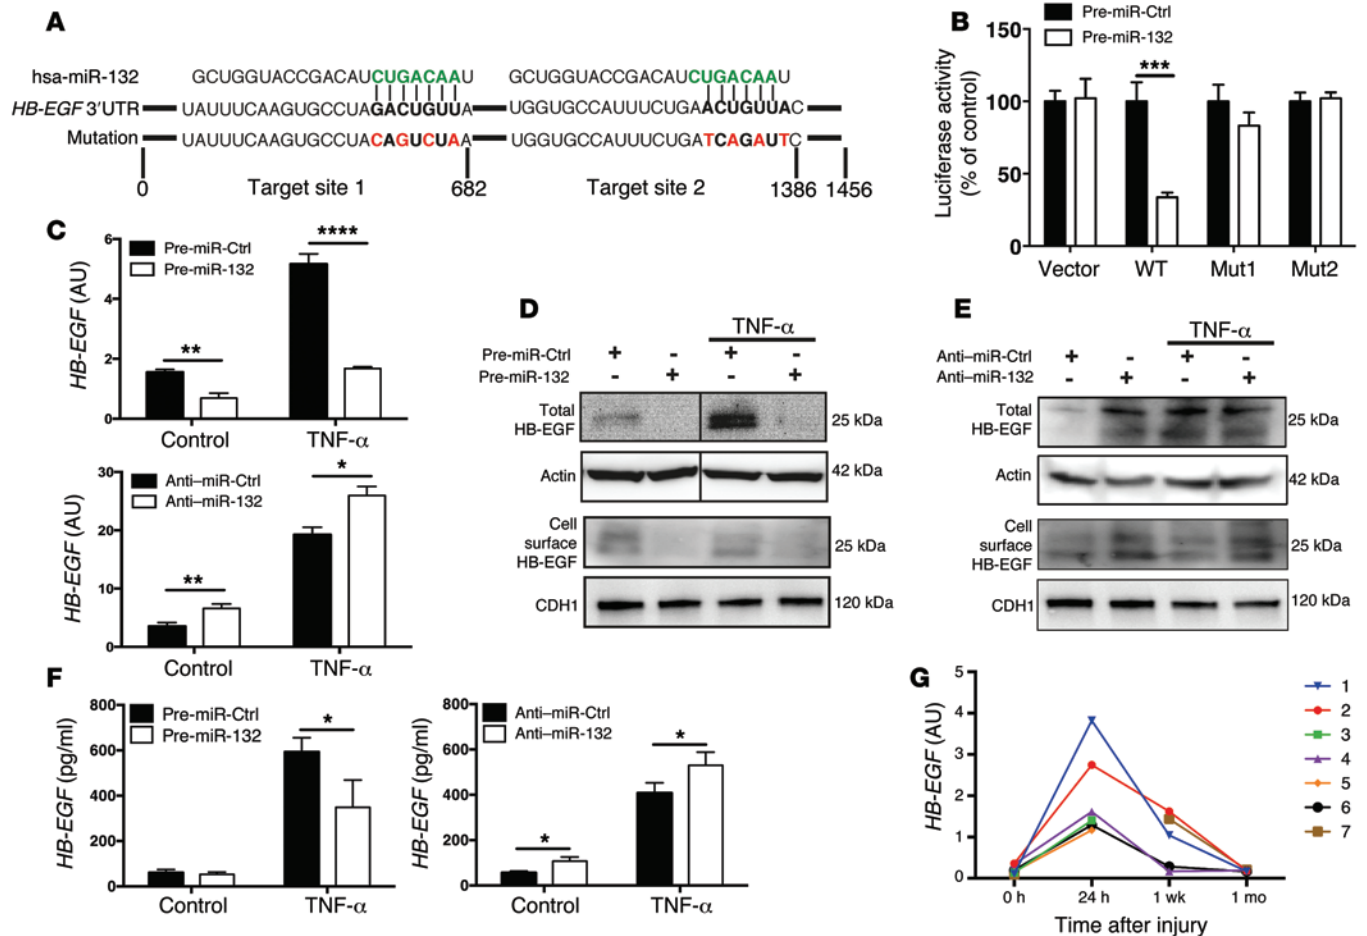 A
hsa-miR-132 GCUGGUACCGACAUCUGACAAU GCUGGUACCGACAUCUGACAAU
HB-EGF 3′UTR UAUUUCAAGUGCCUAGACUGUUA UGGUGCCAUUUCUGAACUGUUAC
Mutation UAUUUCAAGUGCCUACAGUCUAA UGGUGCCAUUUCUGATCAGAUTC
0 Target site 1 682 Target site 2 1386 1456
B
Pre-miR-Ctrl
Pre-miR-132
Luciferase activity
(% of control)
150
100
50
0
***
Vector WT Mut1 Mut2
C
HB-EGF (AU)
6
4
2
0
Pre-miR-Ctrl
Pre-miR-132
**
****
Control TNF-α
HB-EGF (AU)
30
20
10
0
Anti–miR-Ctrl
Anti–miR-132
**
*
Control TNF-α
D
TNF-α
Pre-miR-Ctrl + - + -
Pre-miR-132 - + - +
Total
HB-EGF
25 kDa
Actin
42 kDa
Cell
surface
HB-EGF
25 kDa
CDH1
120 kDa
E
TNF-α
Anti-miR-Ctrl + - + -
Anti-miR-132 - + - +
Total
HB-EGF
25 kDa
Actin
42 kDa
Cell
surface
HB-EGF
25 kDa
CDH1
120 kDa
F
HB-EGF (pg/ml)
800
600
400
200
0
Pre-miR-Ctrl
Pre-miR-132
*
Control TNF-α
HB-EGF (pg/ml)
800
600
400
200
0
Anti–miR-Ctrl
Anti–miR-132
*
*
Control TNF-α
G
HB-EGF (AU)
5
4
3
2
1
0
0 h 24 h 1 wk 1 mo
Time after injury
1
2
3
4
5
6
7